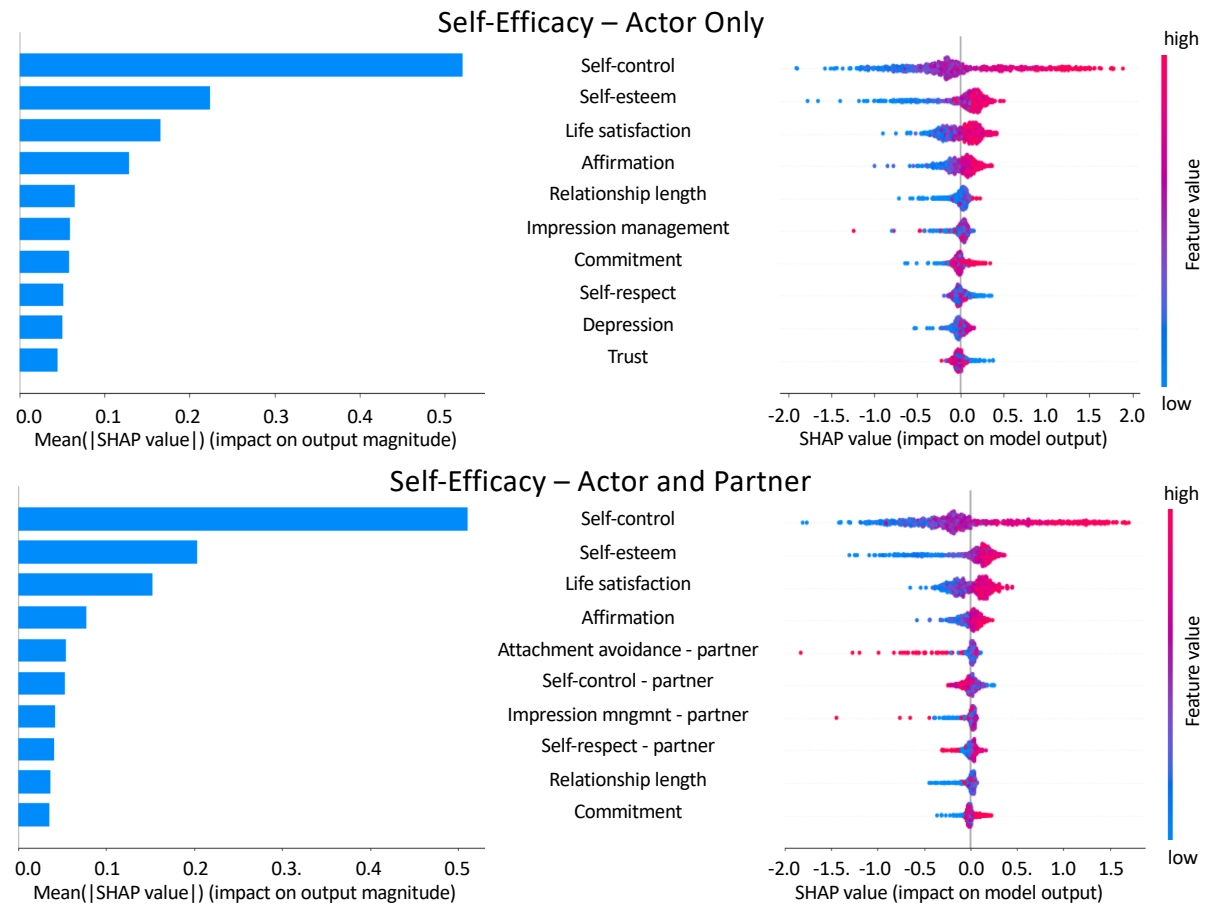 Self-Efficacy – Actor Only
high
Self-control
Self-esteem
Life satisfaction
Affirmation
Relationship length
Impression management
Commitment
Self-respect
Depression
Trust
Feature value
low
0.0 0.1 0.2 0.3 0.4 0.5
Mean(|SHAP value|) (impact on output magnitude)
-2.0 -1.5. -1.0 -0.5 0.0 0.5. 1.0 1.5. 2.0
SHAP value (impact on model output)
Self-Efficacy – Actor and Partner
high
Self-control
Self-esteem
Life satisfaction
Affirmation
Attachment avoidance - partner
Self-control - partner
Impression mngmnt - partner
Self-respect - partner
Relationship length
Commitment
Feature value
low
0.0 0.1 0.2 0.3. 0.4 0.5
Mean(|SHAP value|) (impact on output magnitude)
-2.0 -1.5. -1.0 -0.5 0.0 0.5. 1.0 1.5
SHAP value (impact on model output)